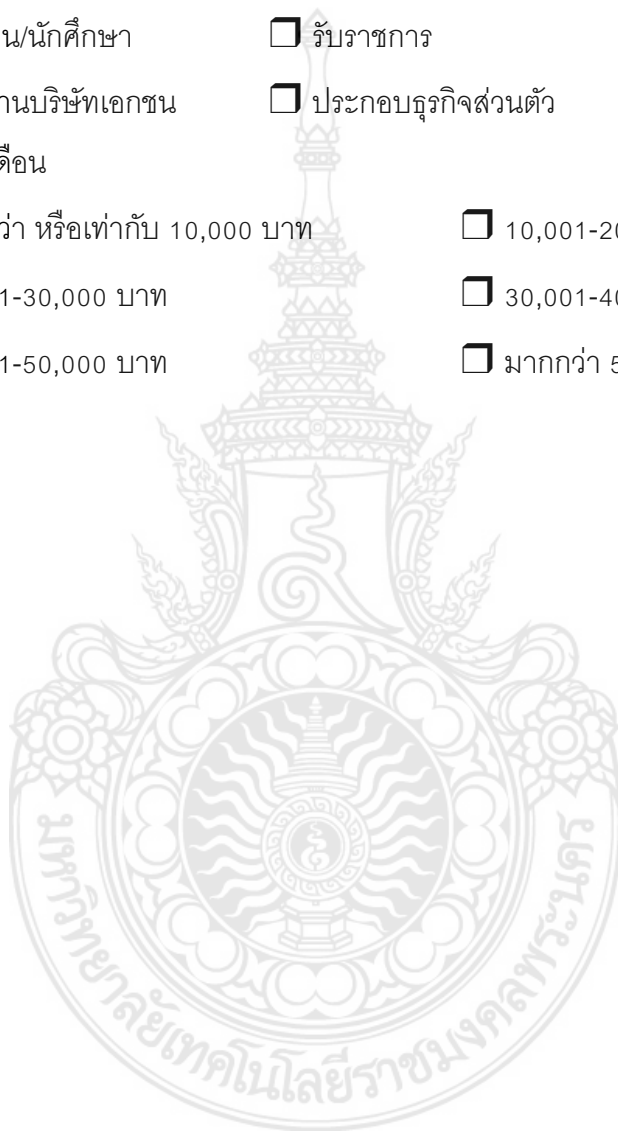 น/นักศึกษา ❒ รับราชการ
านบริษัทเอกชน ❒ ประกอบธุรกิจส่วนตัว
ดือน
ว่า หรือเท่ากับ 10,000 บาท ❒ 10,001-20
1-30,000 บาท ❒ 30,001-40
1-50,000 บาท ❒ มากกว่า 5
มหาวิทยาลัยเทคโนโลยีราชมงคลพระนคร